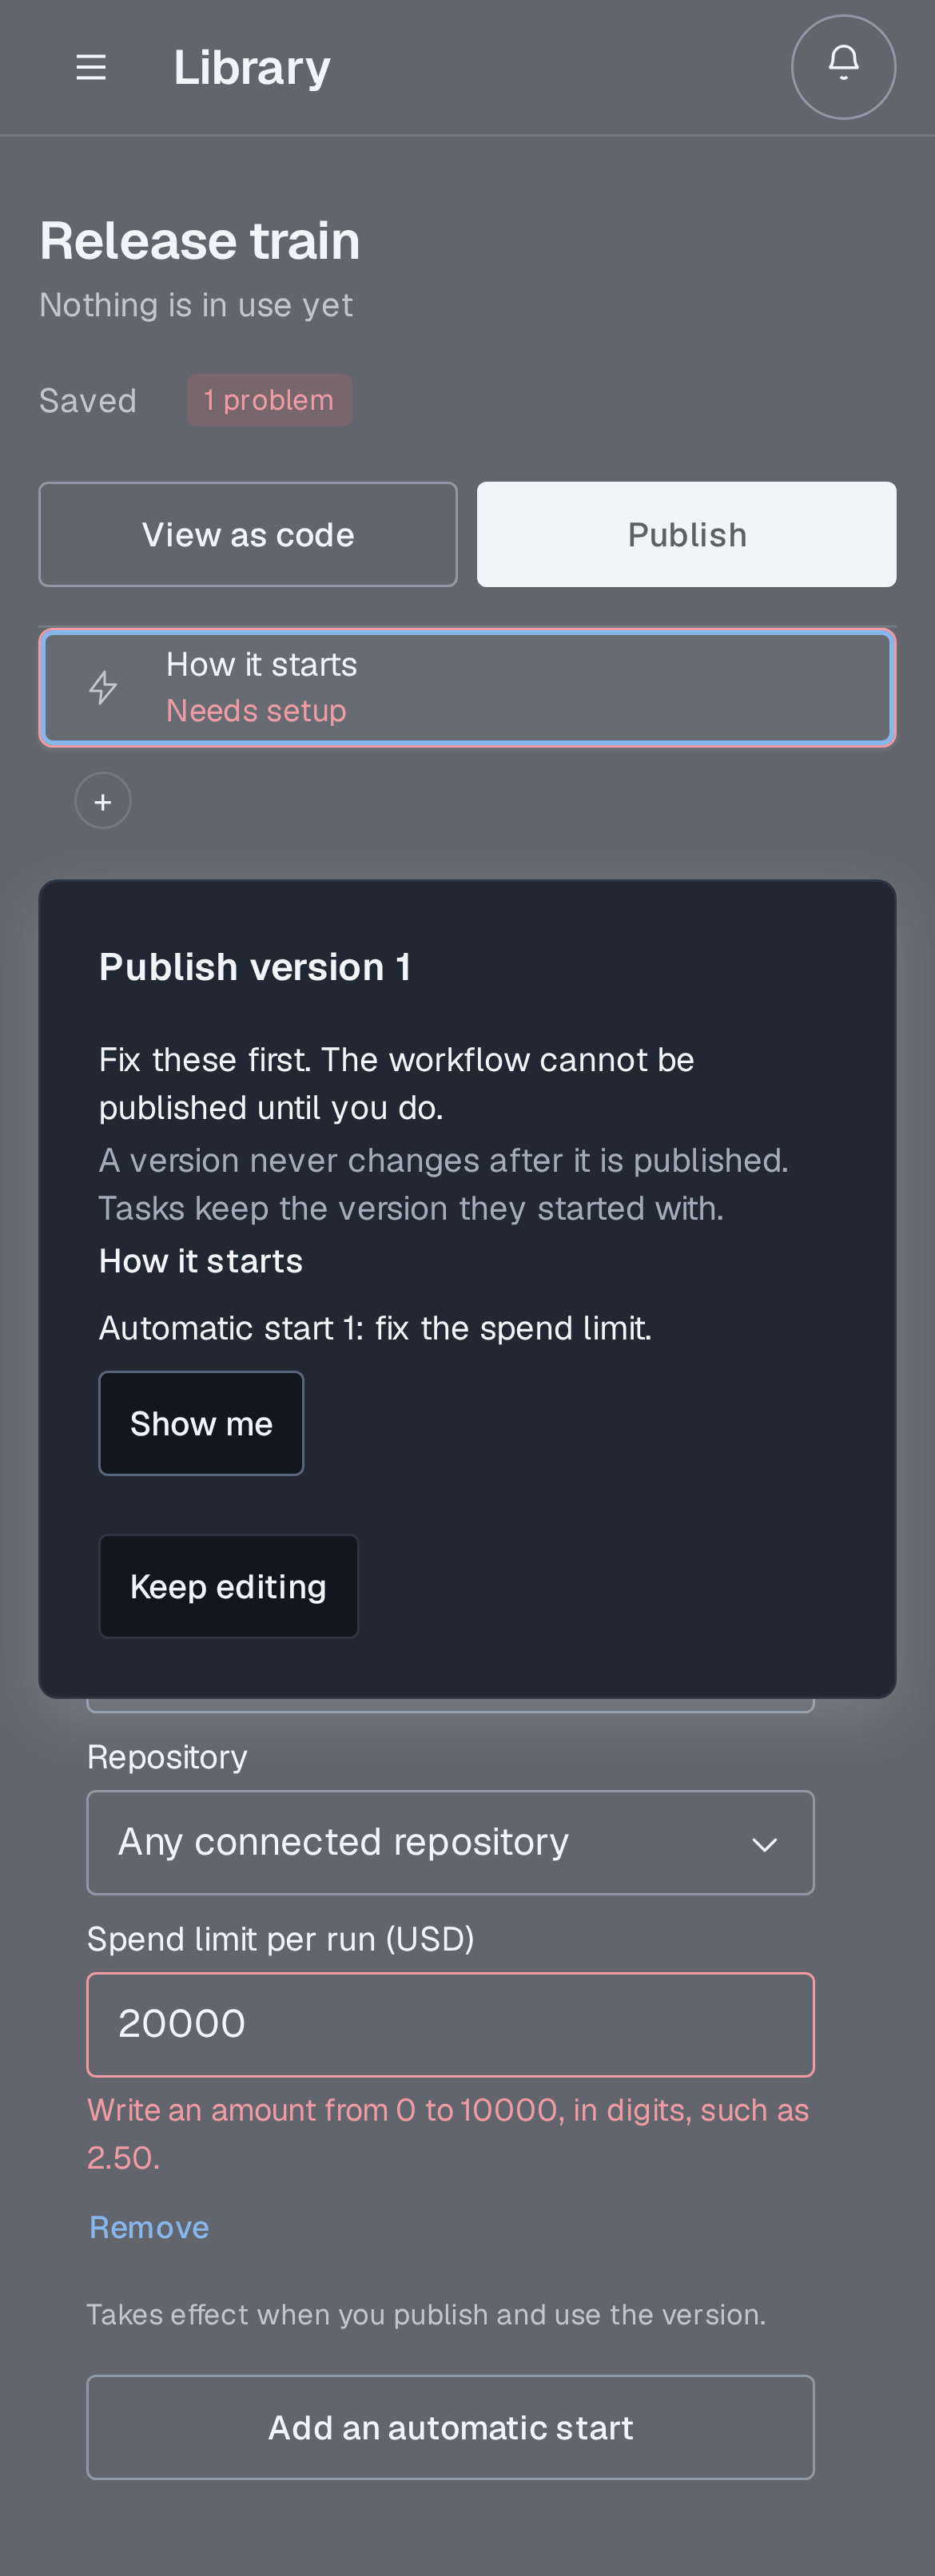 Library
Release train
Nothing is in use yet
Saved
1 problem
View as code
Publish
How it starts
Needs setup
+
Publish version 1
Fix these first. The workflow cannot be
published until you do.
A version never changes after it is published.
Tasks keep the version they started with.
How it starts
Automatic start 1: fix the spend limit.
Show me
Keep editing
Repository
Any connected repository
Spend limit per run (USD)
20000
Write an amount from 0 to 10000, in digits, such as
2.50.
Remove
Takes effect when you publish and use the version.
Add an automatic start